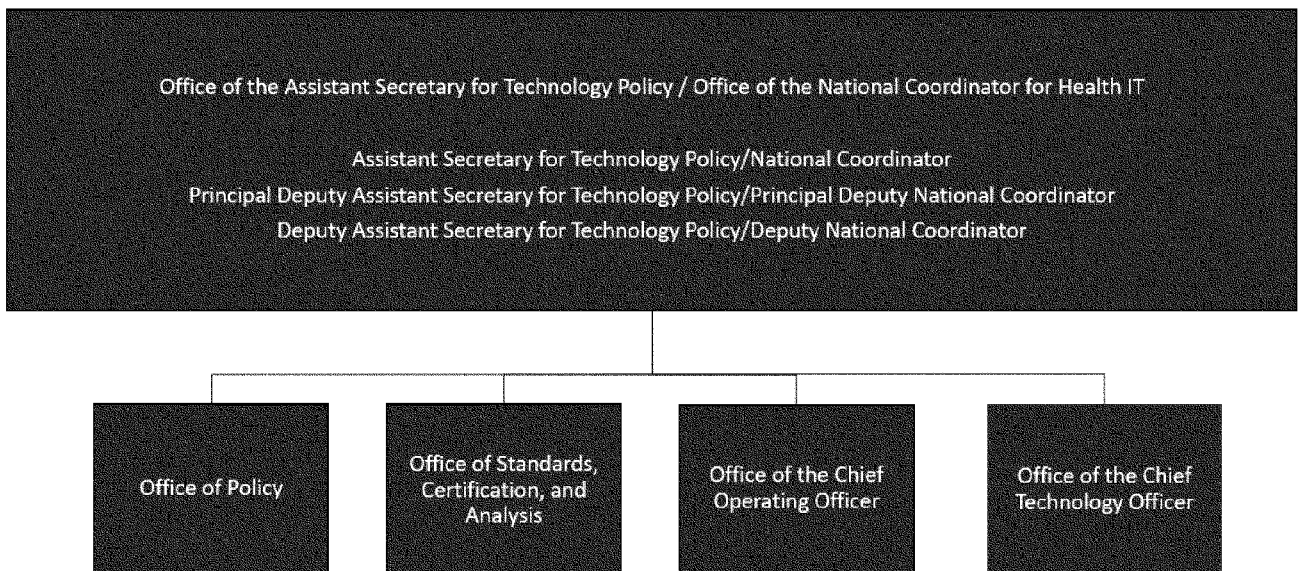 Office of the Assistant Secretary for Technology Policy / Office of the National Coordinator for Health IT
Assistant Secretary for Technology Policy/National Coordinator
Principal Deputy Assistant Secretary for Technology Policy/Principal Deputy National Coordinator
Deputy Assistant Secretary for Technology Policy/Deputy National Coordinator
Office of Policy
Office of Standards,
Certification, and
Analysis
Office of the Chief
Operating Officer
Office of the Chief
Technology Officer